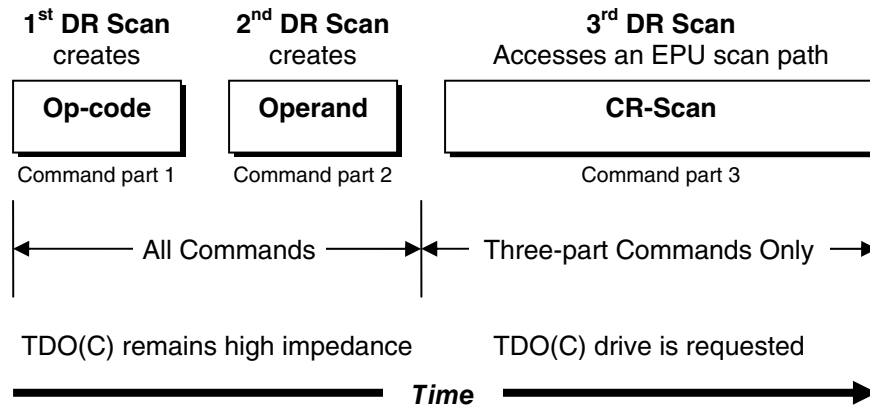 1st DR Scan 2nd DR Scan 3rd DR Scan
creates creates Accesses an EPU scan path
Op-code Operand CR-Scan
Command part 1 Command part 2 Command part 3
All Commands Three-part Commands Only
TDO(C) remains high impedance TDO(C) drive is requested
Time